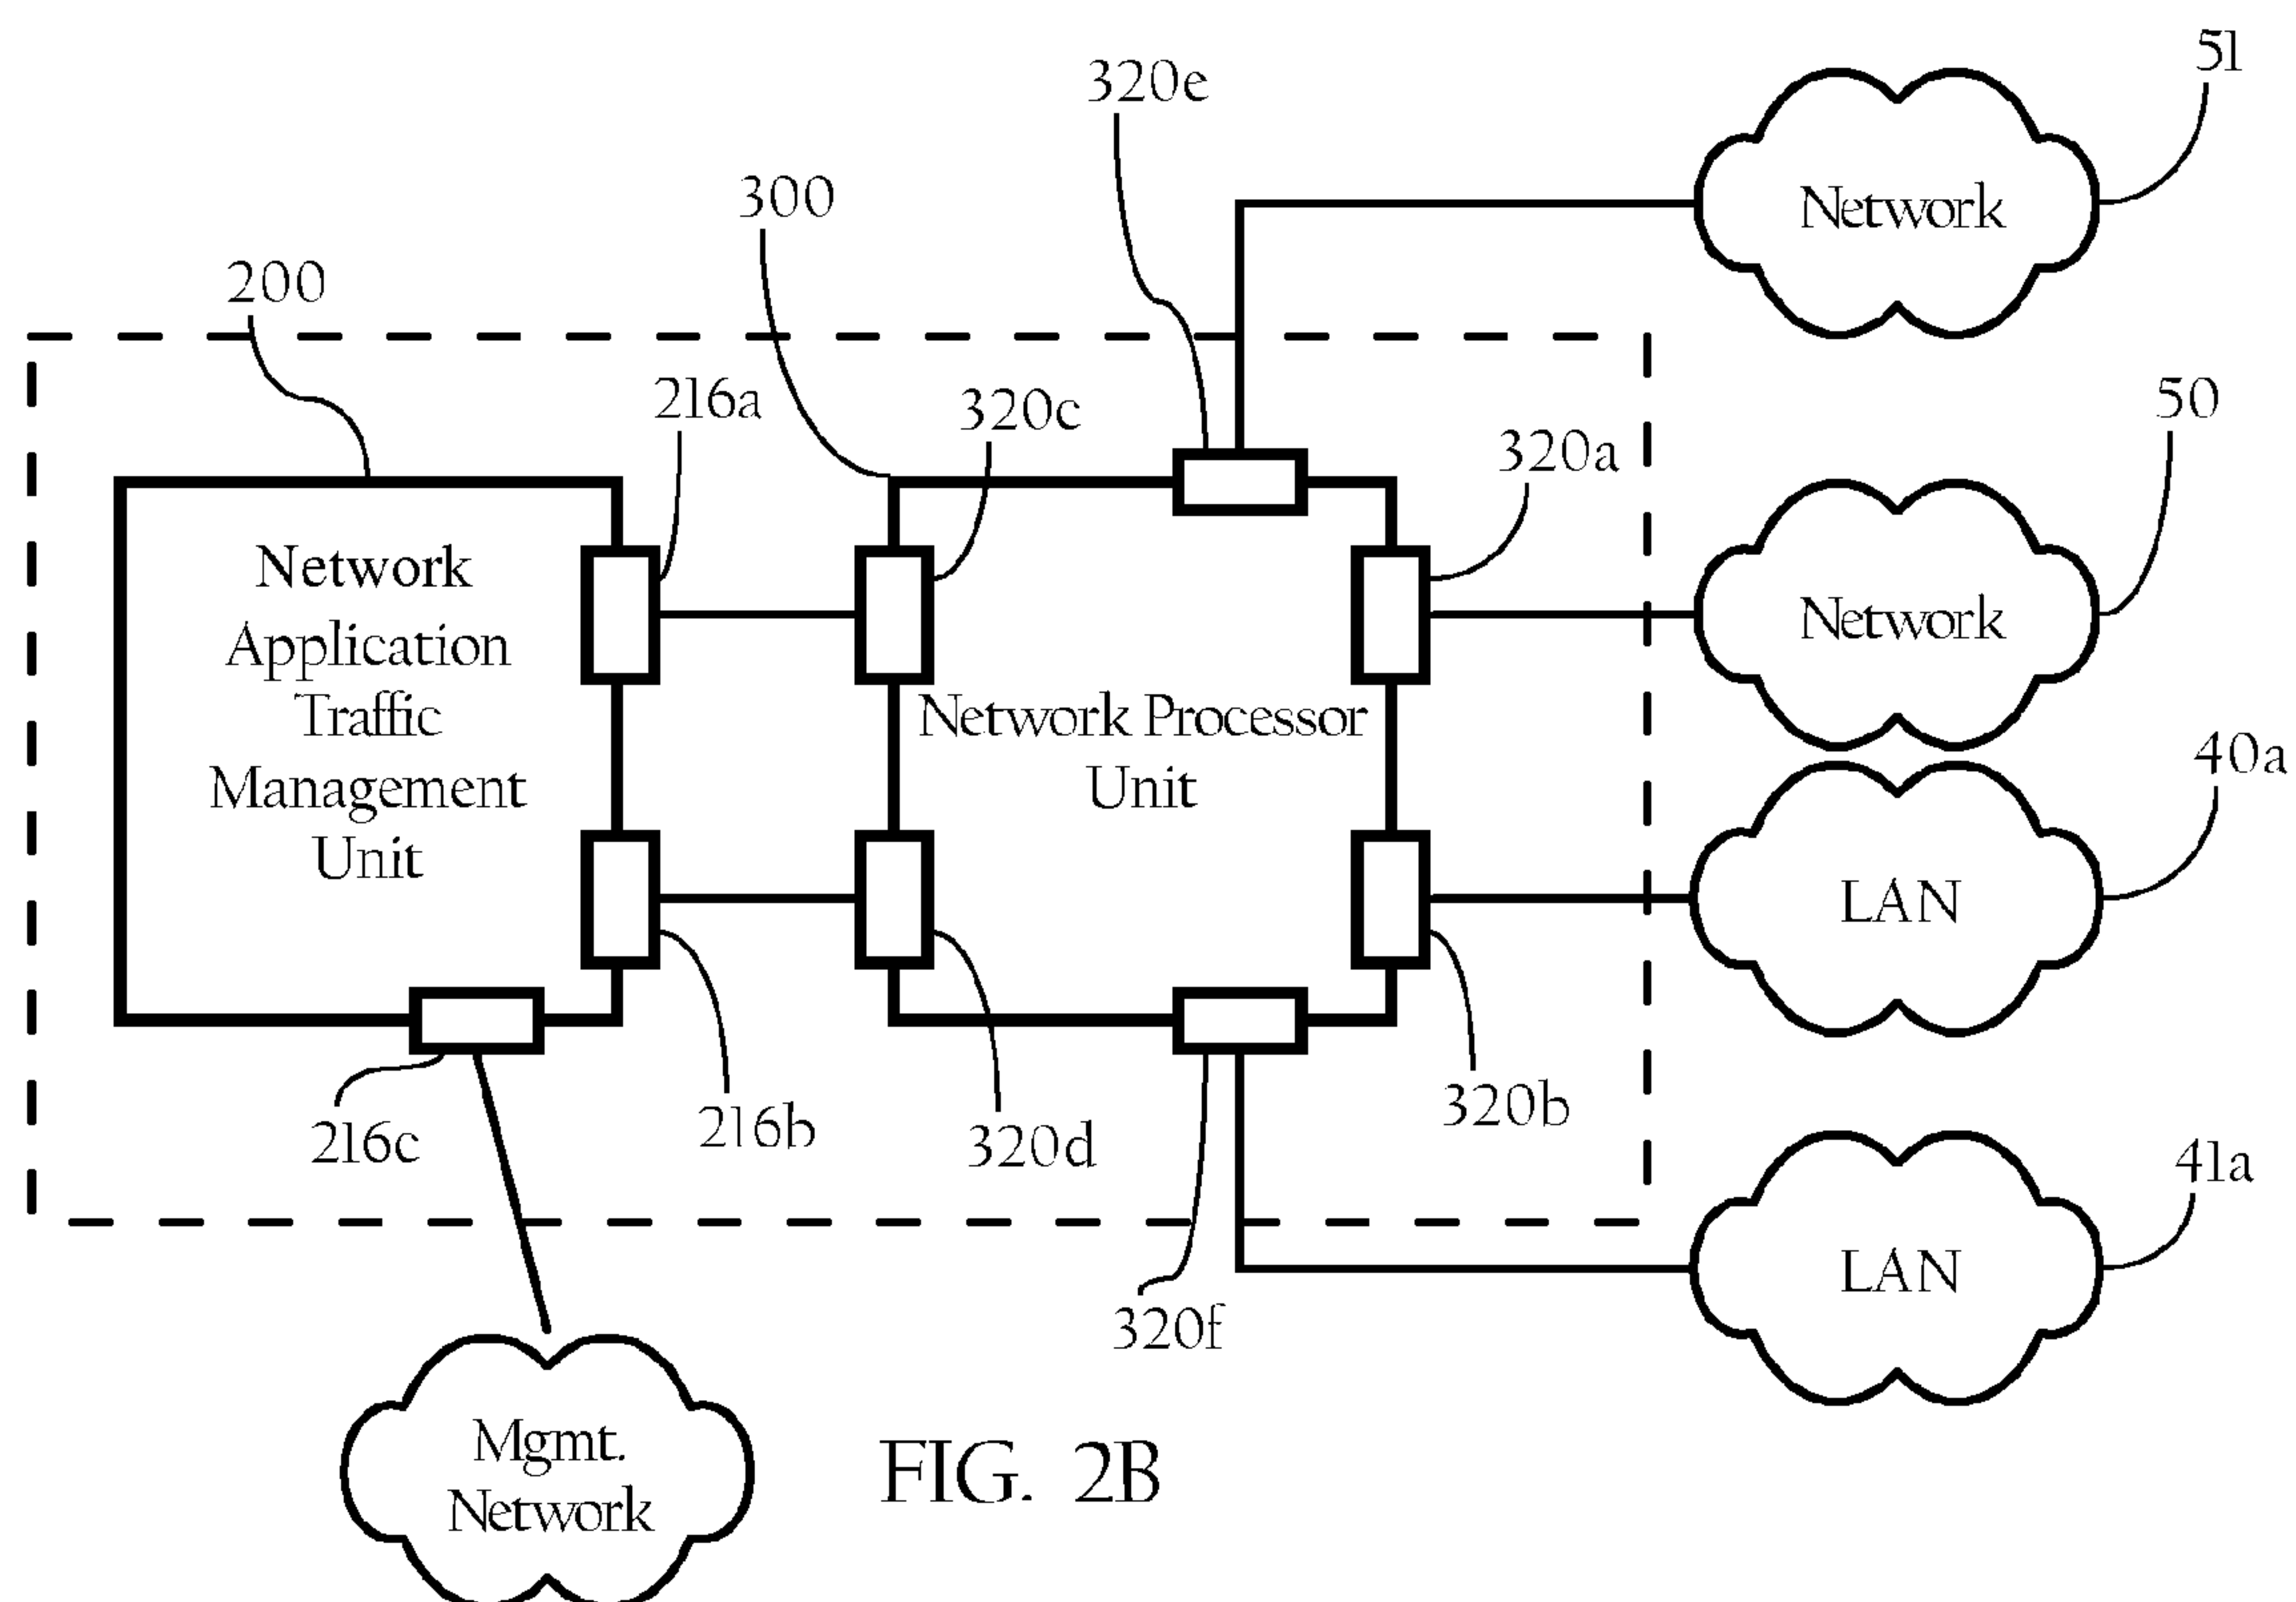 51
320e
Network
300
200
216a
320c
320a
50
Network
Application
Traffic
Management
Unit
Network Processor
Unit
Network
40a
LAN
216c
216b
320d
320b
41a
LAN
320f
Mgmt.
Network
FIG. 2B